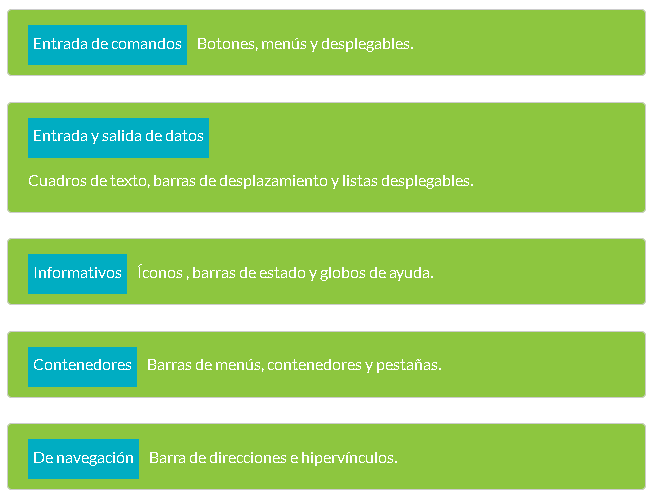 Entrada de comandos Botones, menús y desplegables.
Entrada y salida de datos
Cuadros de texto, barras de desplazamiento y listas desplegables.
Informativos Íconos , barras de estado y globos de ayuda.
Contenedores Barras de menús, contenedores y pestañas.
De navegación Barra de direcciones e hipervínculos.